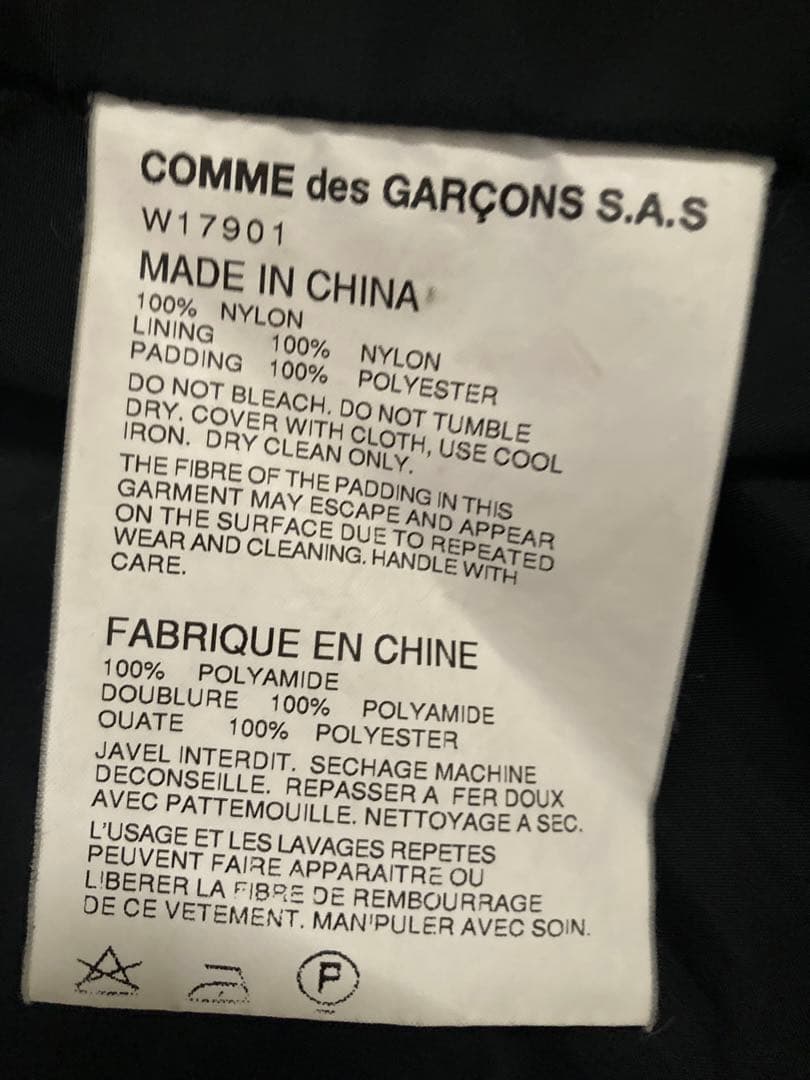 COMME des GARÇONS S.A.S
W17901
MADE IN CHINA
100% NYLON
LINING 100% NYLON
PADDING 100% POLYESTER
DO NOT BLEACH. DO NOT TUMBLE
DRY. COVER WITH CLOTH, USE COOL
IRON. DRY CLEAN ONLY.
THE FIBRE OF THE PADDING IN THIS
GARMENT MAY ESCAPE AND APPEAR
ON THE SURFACE DUE TO REPEATED
WEAR AND CLEANING. HANDLE WITH
CARE.
FABRIQUE EN CHINE
100% POLYAMIDE
DOUBLURE 100% POLYAMIDE
OUATE 100% POLYESTER
JAVEL INTERDIT. SECHAGE MACHINE
DECONSEILLE. REPASSER A FER DOUX
AVEC PATTEMOUILLE. NETTOYAGE A SEC.
L'USAGE ET LES LAVAGES REPETES
PEUVENT FAIRE APPARAITRE OU
LIBERER LA FIBRE DE REMBOURRAGE
DE CE VETEMENT. MANIPULER AVEC SOIN.
P